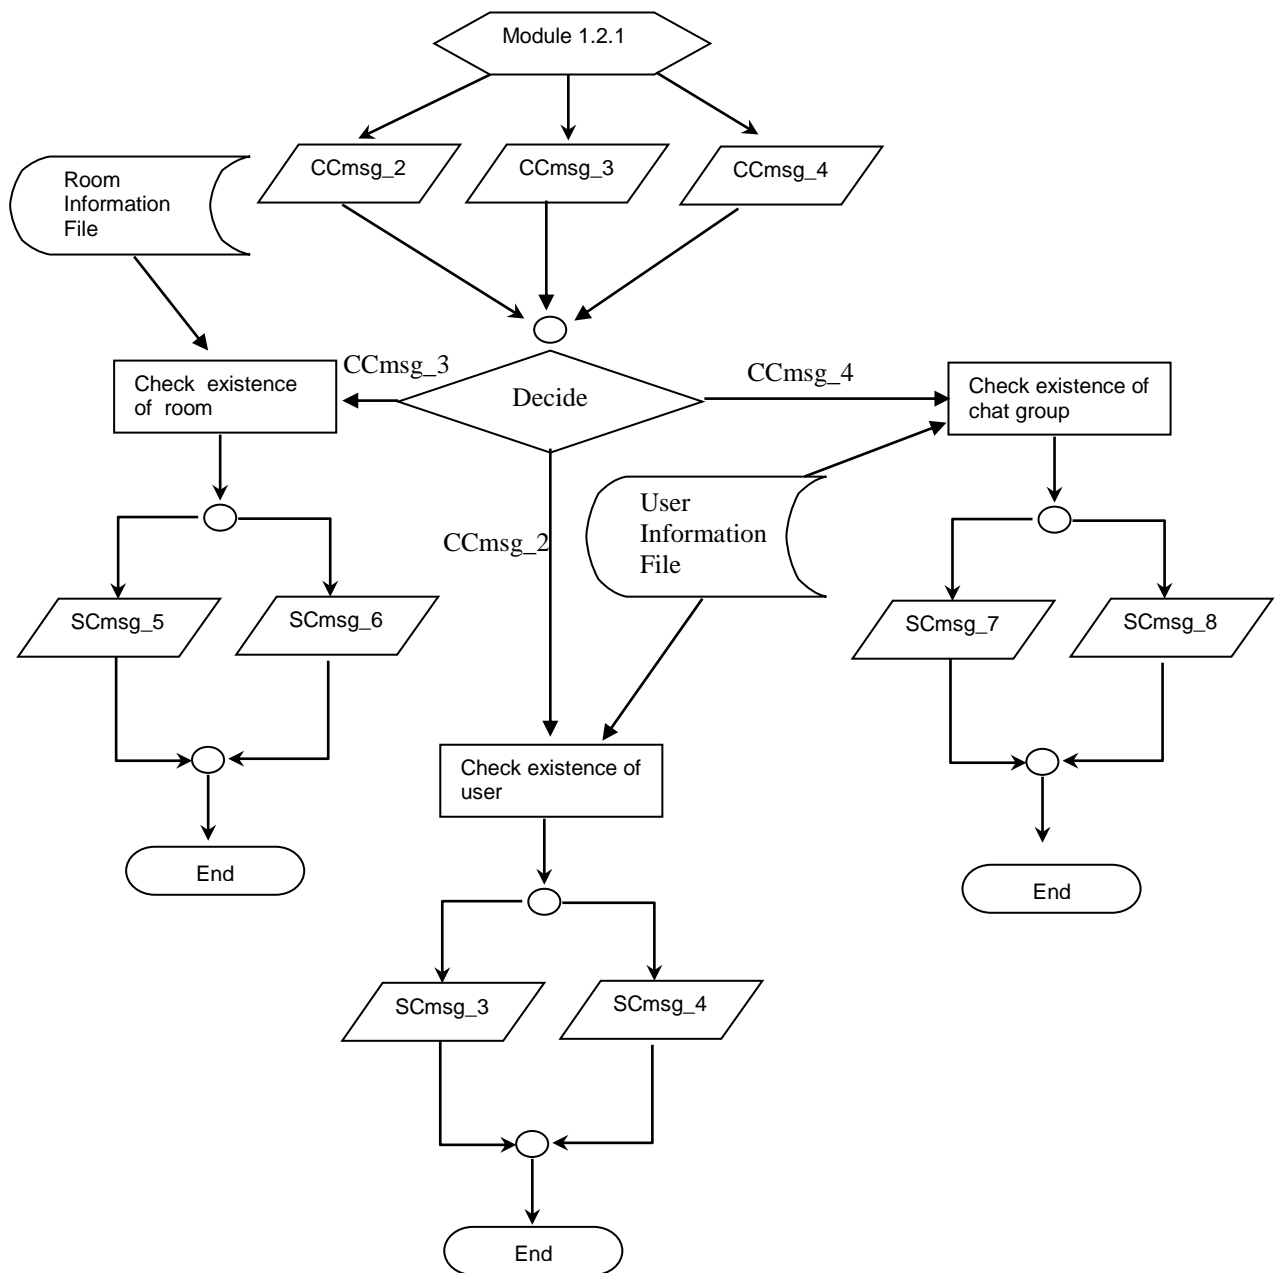 Module 1.2.1
CCmsg_2
CCmsg_3
CCmsg_4
Room
Information
File
CCmsg_3
Decide
CCmsg_4
Check existence
of room
Check existence of
chat group
User
Information
File
CCmsg_2
SCmsg_5
SCmsg_6
SCmsg_7
SCmsg_8
Check existence of
user
End
End
SCmsg_3
SCmsg_4
End